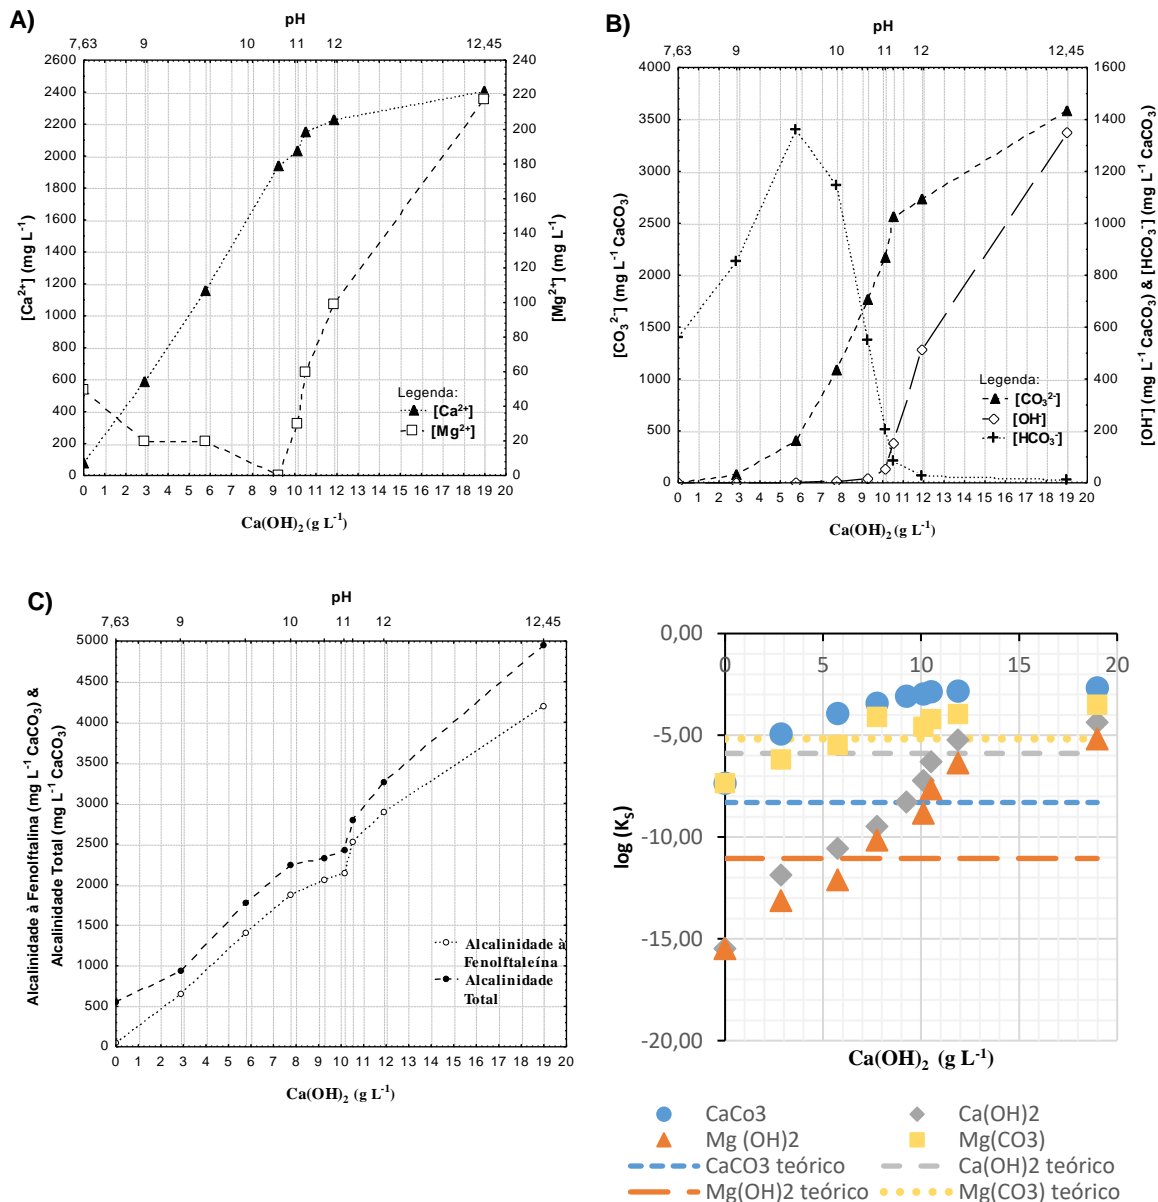 A)
pH
7,63 9 10 11 12 12,45
2600
2400
2200
2000
1800
1600
1400
1200
1000
800
600
400
200
0
[Ca²⁺] (mg L⁻¹)
240
220
200
180
160
140
120
100
80
60
40
20
0
[Mg²⁺] (mg L⁻¹)
Legenda:
[Ca²⁺]
[Mg²⁺]
0 1 2 3 4 5 6 7 8 9 10 11 12 13 14 15 16 17 18 19 20
Ca(OH)₂ (g L⁻¹)
B)
pH
7,63 9 10 11 12 12,45
4000
3500
3000
2500
2000
1500
1000
500
0
[CO₃²⁻] (mg L⁻¹ CaCO₃)
1600
1400
1200
1000
800
600
400
200
0
[OH⁻] (mg L⁻¹ CaCO₃) & [HCO₃⁻] (mg L⁻¹ CaCO₃)
Legenda:
[CO₃²⁻]
[OH⁻]
[HCO₃⁻]
0 1 2 3 4 5 6 7 8 9 10 11 12 13 14 15 16 17 18 19 20
Ca(OH)₂ (g L⁻¹)
C)
pH
7,63 9 10 11 12 12,45
5000
4500
4000
3500
3000
2500
2000
1500
1000
500
0
Alcalinidade à Fenolftalina (mg L⁻¹ CaCO₃) &
Alcalinidade Total (mg L⁻¹ CaCO₃)
Alcalinidade à
Fenolftaleína
Alcalinidade
Total
0 1 2 3 4 5 6 7 8 9 10 11 12 13 14 15 16 17 18 19 20
Ca(OH)₂ (g L⁻¹)
0,00
-5,00
-10,00
-15,00
-20,00
log (Kₛ)
0 5 10 15 20
Ca(OH)₂ (g L⁻¹)
CaCo3 Ca(OH)2
Mg (OH)2 Mg(CO3)
CaCO3 teórico Ca(OH)2 teórico
Mg(OH)2 teórico Mg(CO3) teórico